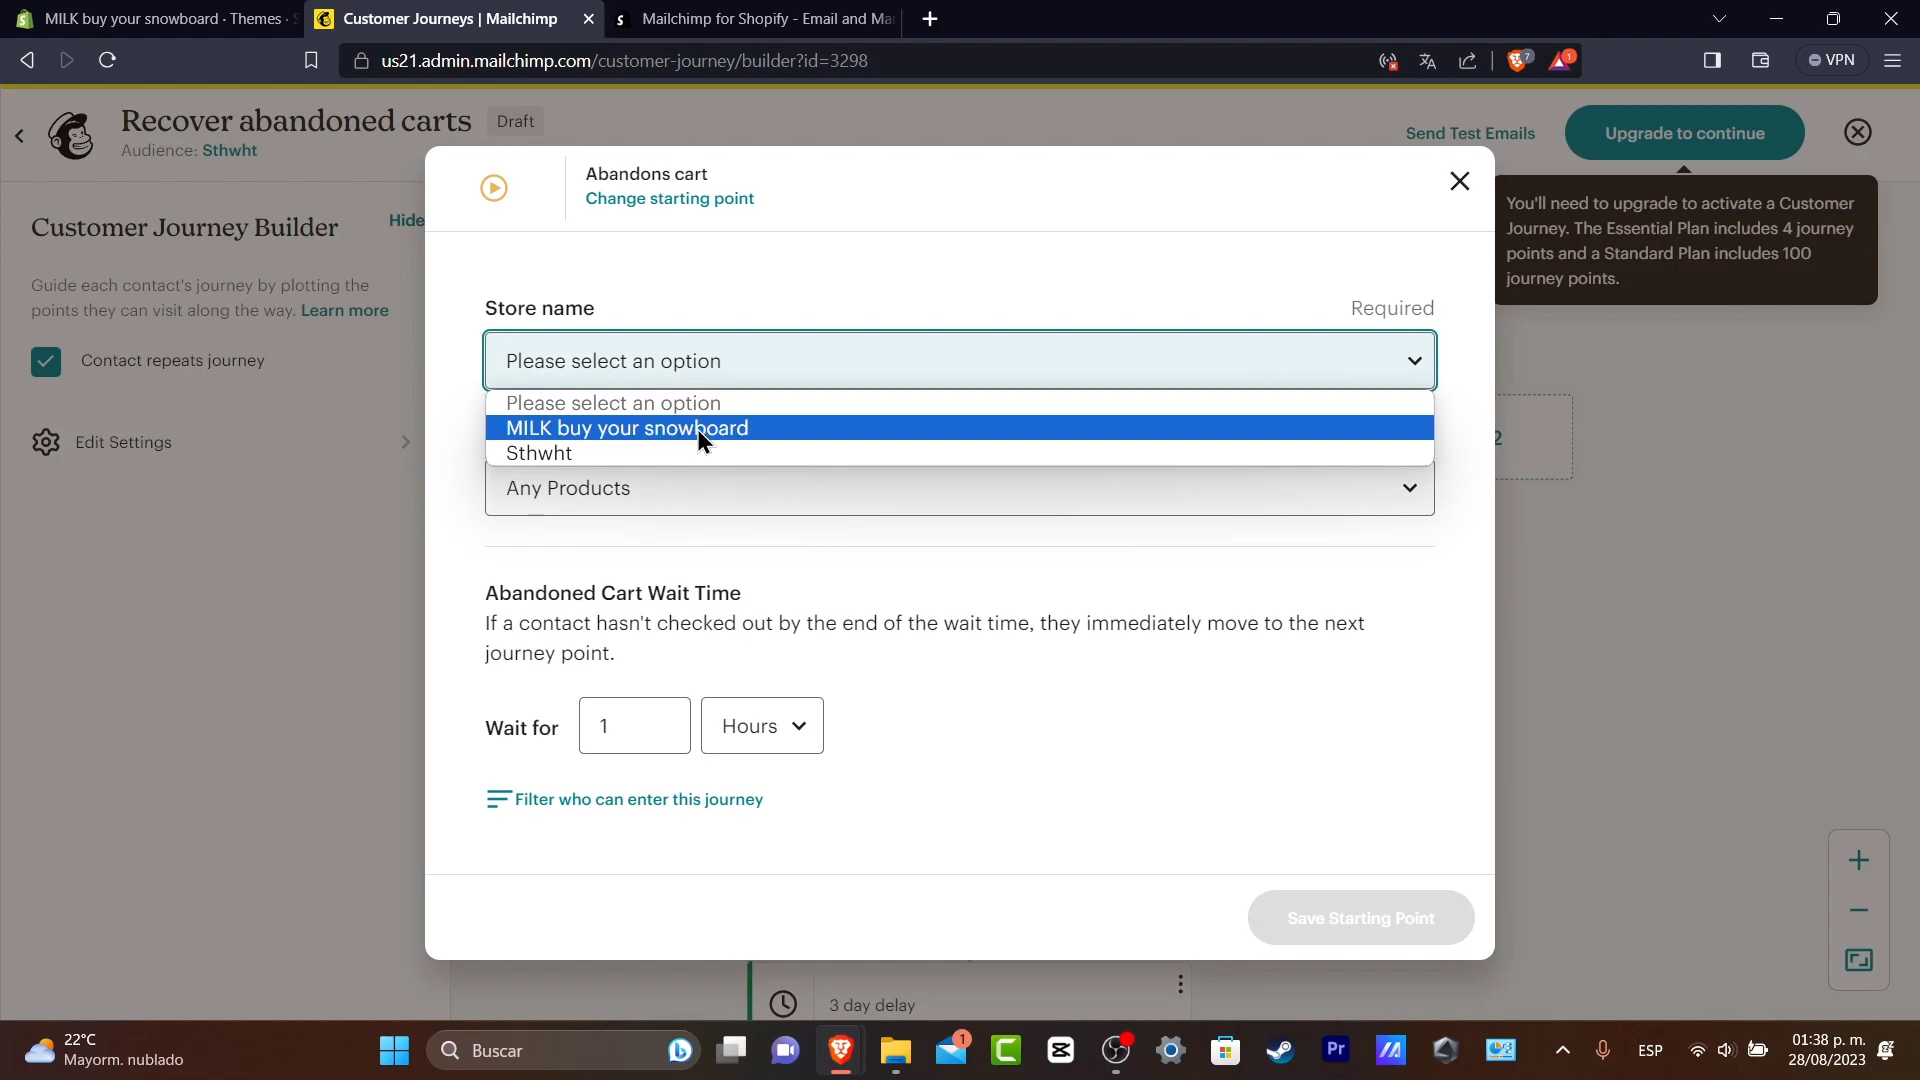 MILK buy your snowboard · Themes ·
Customer Journeys | Mailchimp
Mailchimp for Shopify - Email and Ma
us21.admin.mailchimp.com/customer-journey/builder?id=3298
7
1
VPN
Recover abandoned carts
Draft
Audience: Sthwht
Send Test Emails
Upgrade to continue
You'll need to upgrade to activate a Customer
Journey. The Essential Plan includes 4 journey
points and a Standard Plan includes 100
journey points.
Customer Journey Builder
Hide
Guide each contact's journey by plotting the
points they can visit along the way. Learn more
Contact repeats journey
Edit Settings
Abandons cart
Change starting point
Store name
Required
Please select an option
Please select an option
MILK buy your snowboard
Sthwht
Any Products
2
Abandoned Cart Wait Time
If a contact hasn't checked out by the end of the wait time, they immediately move to the next
journey point.
Wait for
1
Hours
Filter who can enter this journey
Save Starting Point
3 day delay
22°C
Mayorm. nublado
Buscar
1
Pr
ESP
01:38 p. m.
28/08/2023